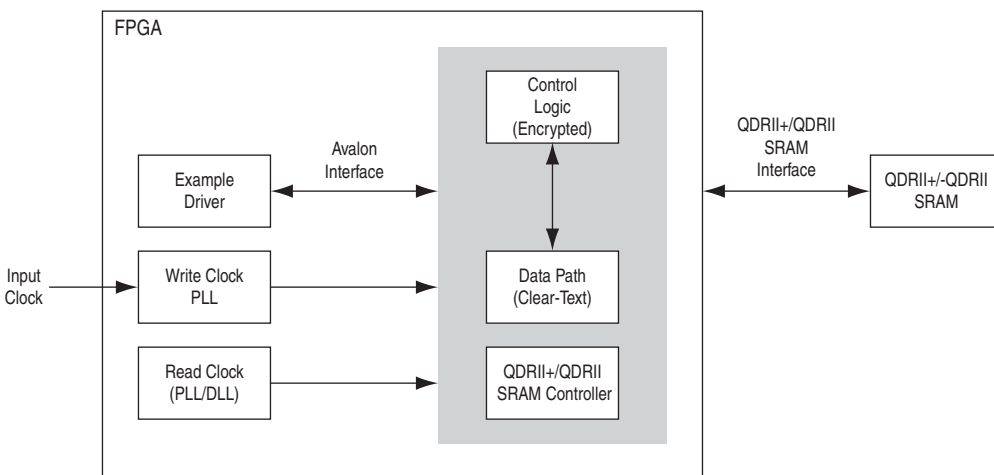 FPGA
Control
Logic
(Encrypted)
QDRII+/QDRII
SRAM
Interface
Avalon
Interface
Example
Driver
QDRII+/-QDRII
SRAM
Input
Clock
Write Clock
PLL
Data Path
(Clear-Text)
Read Clock
(PLL/DLL)
QDRII+/QDRII
SRAM Controller